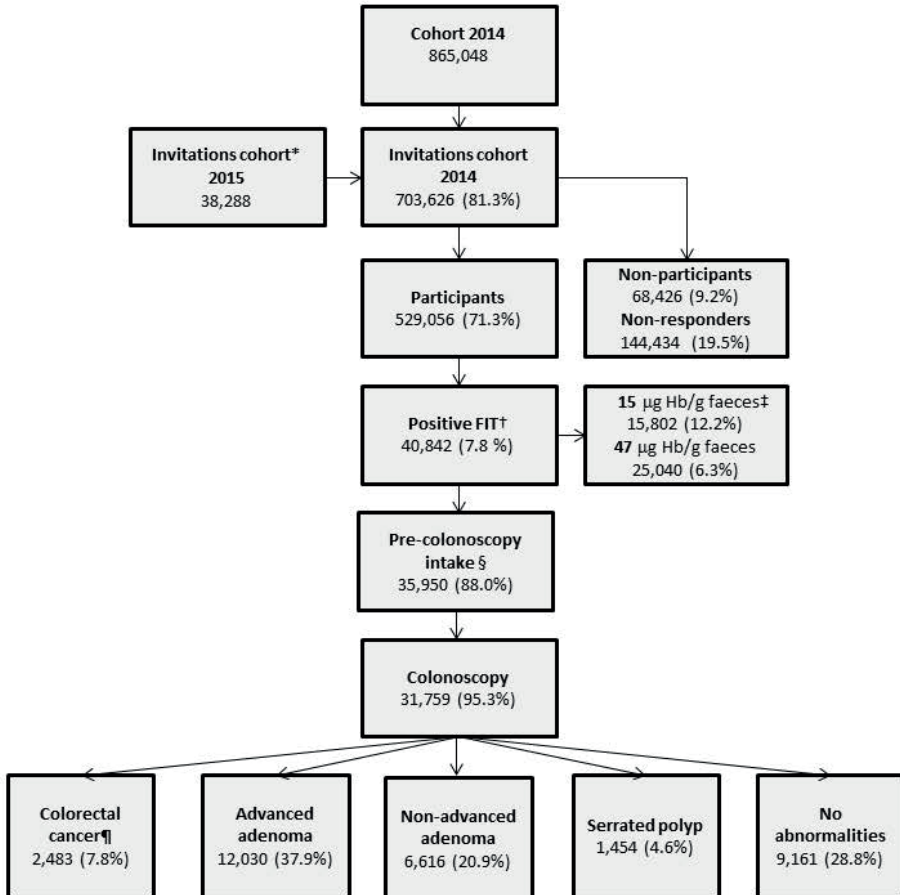 Cohort 2014
865,048
Invitations cohort*
2015
38,288
Invitations cohort
2014
703,626 (81.3%)
Participants
529,056 (71.3%)
Non-participants
68,426 (9.2%)
Non-responders
144,434 (19.5%)
Positive FIT†
40,842 (7.8 %)
15 µg Hb/g faeces‡
15,802 (12.2%)
47 µg Hb/g faeces
25,040 (6.3%)
Pre-colonoscopy
intake §
35,950 (88.0%)
Colonoscopy
31,759 (95.3%)
Colorectal
cancer¶
2,483 (7.8%)
Advanced
adenoma
12,030 (37.9%)
Non-advanced
adenoma
6,616 (20.9%)
Serrated polyp
1,454 (4.6%)
No
abnormalities
9,161 (28.8%)